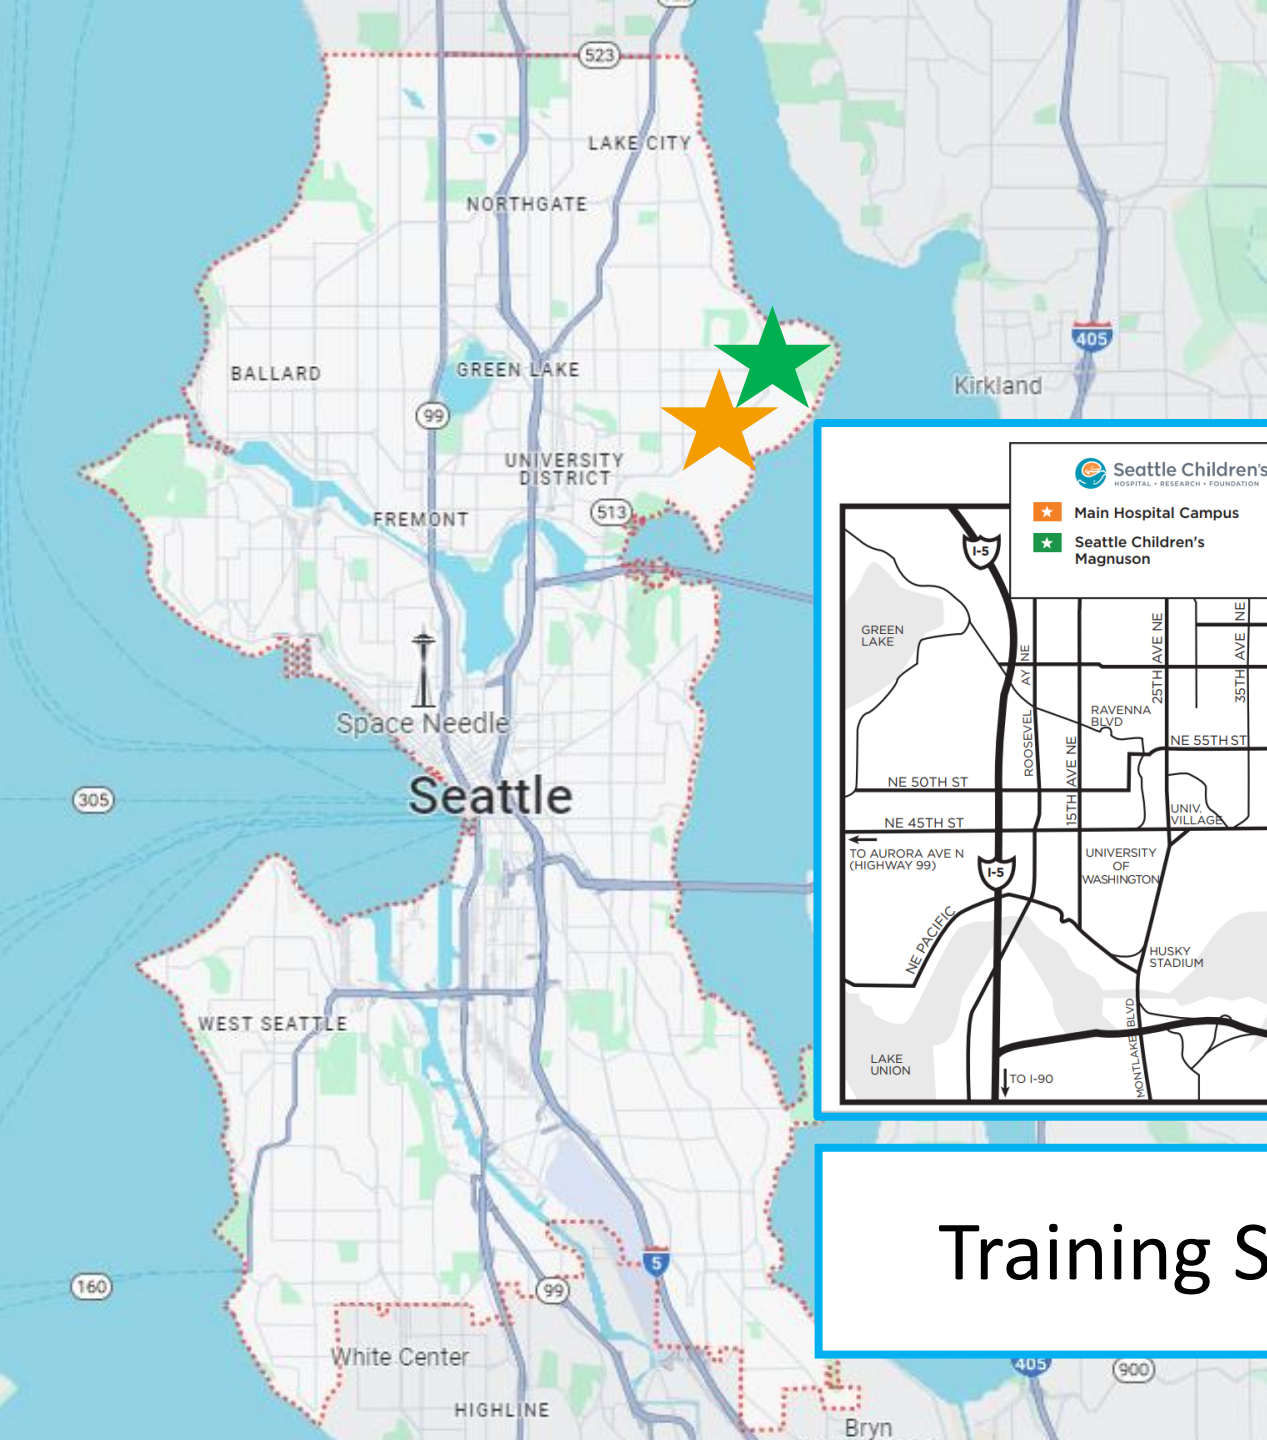 523
LAKE CITY
NORTHGATE
BALLARD
GREEN LAKE
99
405
Kirkland
UNIVERSITY
DISTRICT
513
FREMONT
Space Needle
Seattle
305
WEST SEATTLE
160
5
99
White Center
HIGHLINE
405
900
Bryn
Seattle Children's
HOSPITAL • RESEARCH • FOUNDATION
Main Hospital Campus
Seattle Children's
Magnuson
I-5
GREEN
LAKE
AY NE
25TH AVE NE
35TH AVE NE
RAVENNA
BLVD
ROOSEVEL
15TH AVE NE
NE 55TH ST
NE 50TH ST
UNIV.
VILLAGE
NE 45TH ST
TO AURORA AVE N
(HIGHWAY 99)
I-5
UNIVERSITY
OF
WASHINGTON
NE PACIFIC
HUSKY
STADIUM
MONTLAKE BLVD
LAKE
UNION
TO I-90
Training S